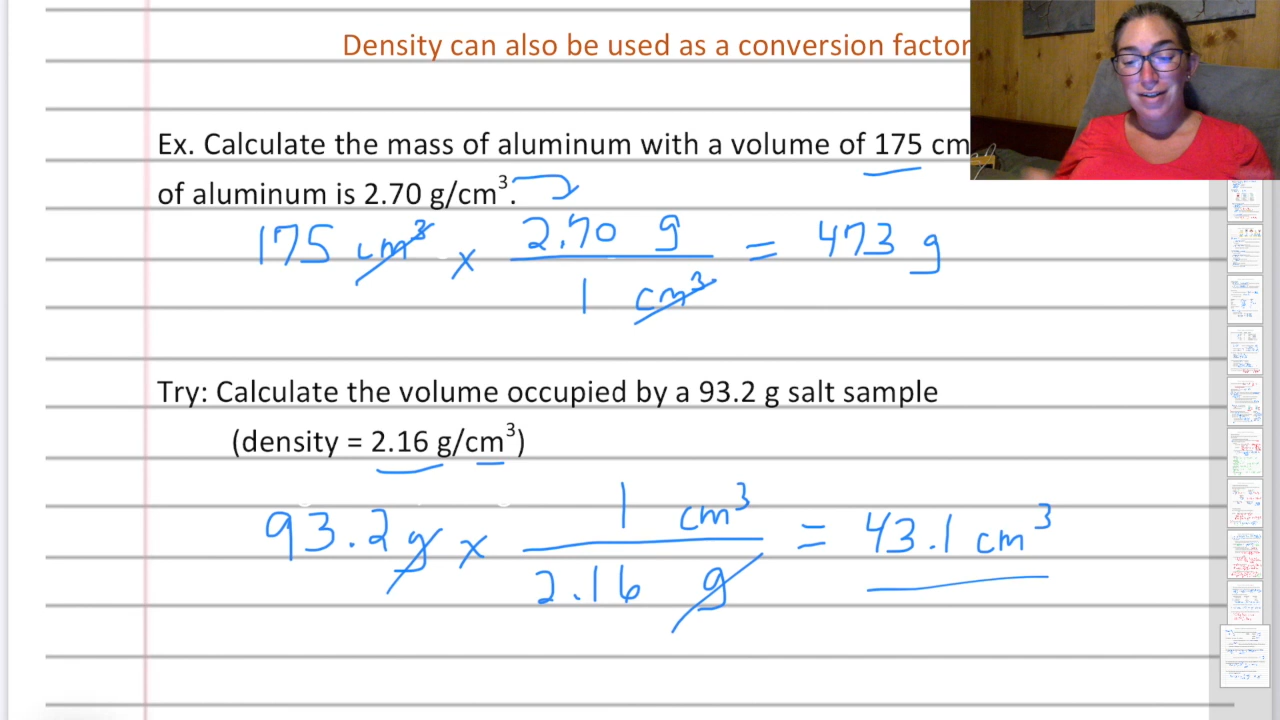 Density can also be used as a conversion factor
Ex. Calculate the mass of aluminum with a volume of 175 cm
of aluminum is 2.70 g/cm³.
175 cm³ x 2.70 g / 1 cm³ = 473 g
Try: Calculate the volume occupied by a 93.2 g salt sample
(density = 2.16 g/cm³)
93.2 g x 1 cm³ / 2.16 g = 43.1 cm³